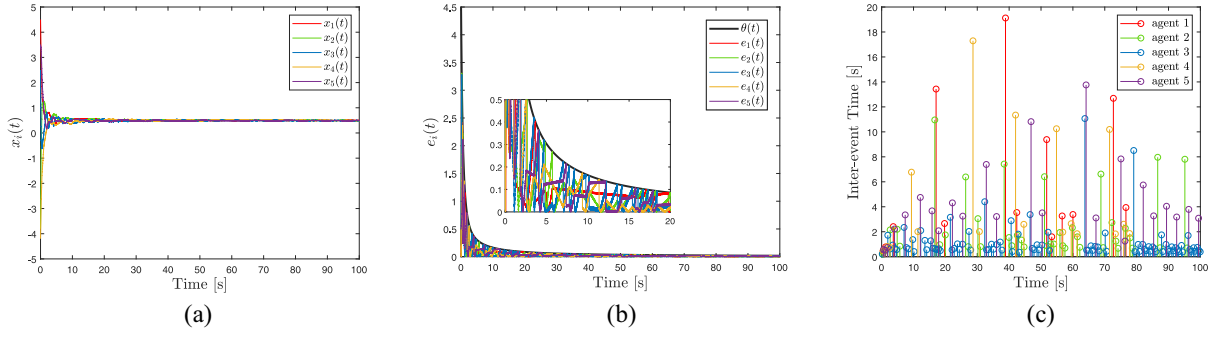 5
4
3
2
1
0
-1
-2
-3
-4
-5
x_i(t)
x_1(t)
x_2(t)
x_3(t)
x_4(t)
x_5(t)
0 10 20 30 40 50 60 70 80 90 100
Time [s]
(a)
4.5
4
3.5
3
2.5
2
1.5
1
0.5
0
e_i(t)
θ(t)
e_1(t)
e_2(t)
e_3(t)
e_4(t)
e_5(t)
0.5
0.4
0.3
0.2
0.1
0
0 5 10 15 20
0 10 20 30 40 50 60 70 80 90 100
Time [s]
(b)
20
18
16
14
12
10
8
6
4
2
0
Inter-event Time [s]
agent 1
agent 2
agent 3
agent 4
agent 5
0 10 20 30 40 50 60 70 80 90 100
Time [s]
(c)